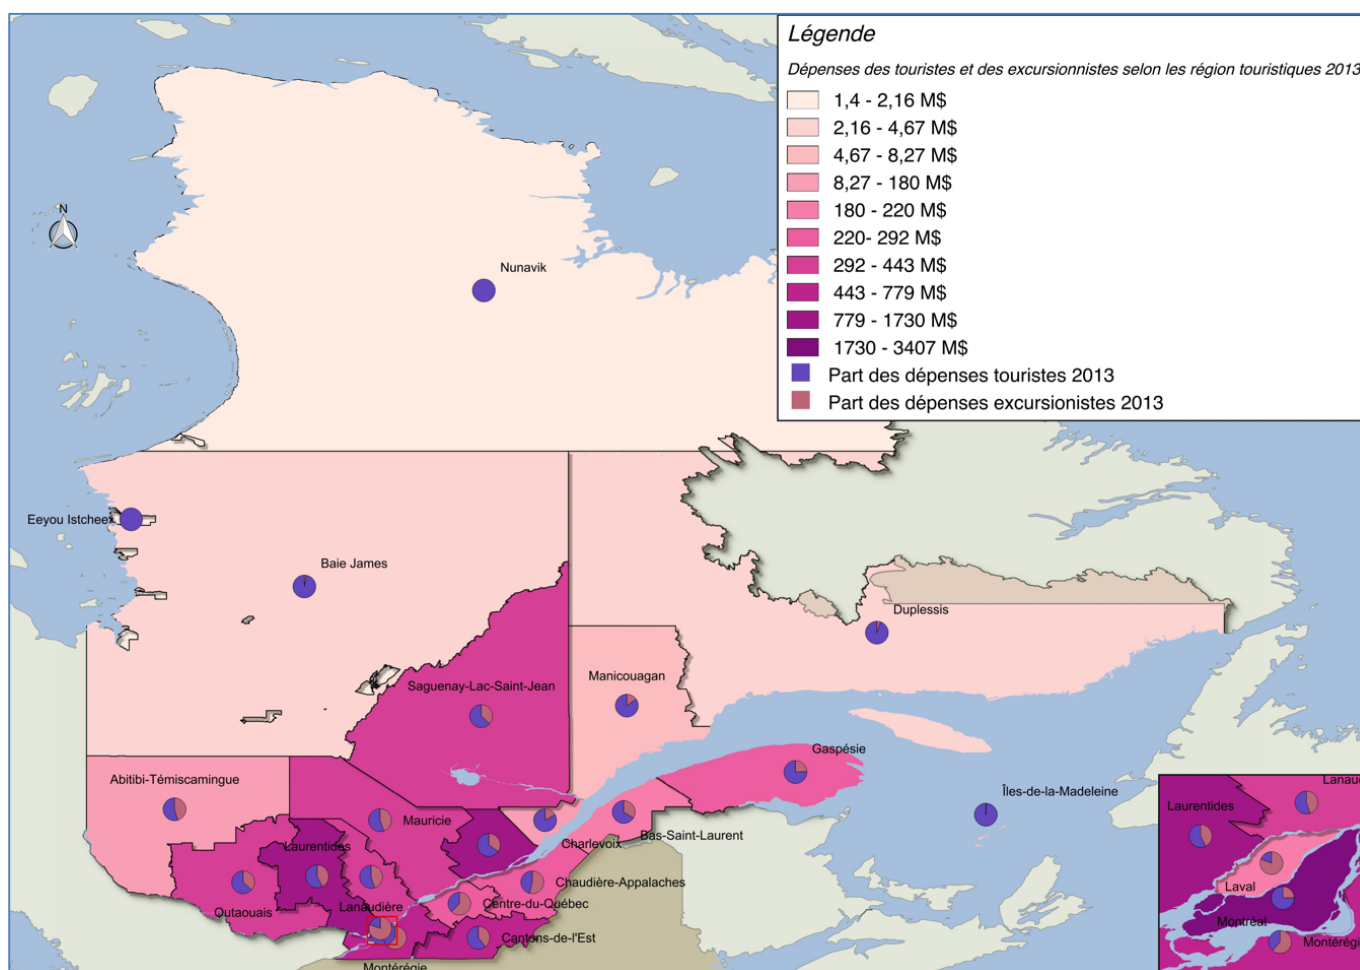 Légende
Dépenses des touristes et des excursionnistes selon les région touristiques 2013
1,4 - 2,16 M$
2,16 - 4,67 M$
4,67 - 8,27 M$
8,27 - 180 M$
180 - 220 M$
220- 292 M$
292 - 443 M$
443 - 779 M$
779 - 1730 M$
1730 - 3407 M$
Part des dépenses touristes 2013
Part des dépenses excursionistes 2013
N
Nunavik
Eeyou Istchee
Baie James
Duplessis
Saguenay-Lac-Saint-Jean
Manicouagan
Gaspésie
Abitibi-Témiscamingue
Îles-de-la-Madeleine
Mauricie
Bas-Saint-Laurent
Charlevoix
Laurentides
Chaudière-Appalaches
Centre-du-Québec
Lanaudière
Outaouais
Cantons-de-l'Est
Montérégie
Lanau
Laurentides
Laval
Montréal
Montérégi